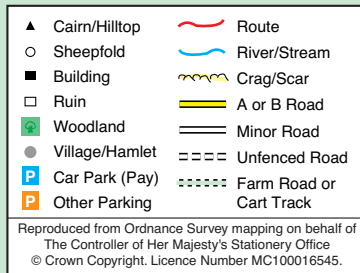 Cairn/Hilltop
Sheepfold
Building
Ruin
Woodland
Village/Hamlet
P Car Park (Pay)
P Other Parking
Route
River/Stream
Crag/Scar
A or B Road
Minor Road
Unfenced Road
Farm Road or
Cart Track
Reproduced from Ordnance Survey mapping on behalf of
The Controller of Her Majesty's Stationery Office
© Crown Copyright. Licence Number MC100016545.